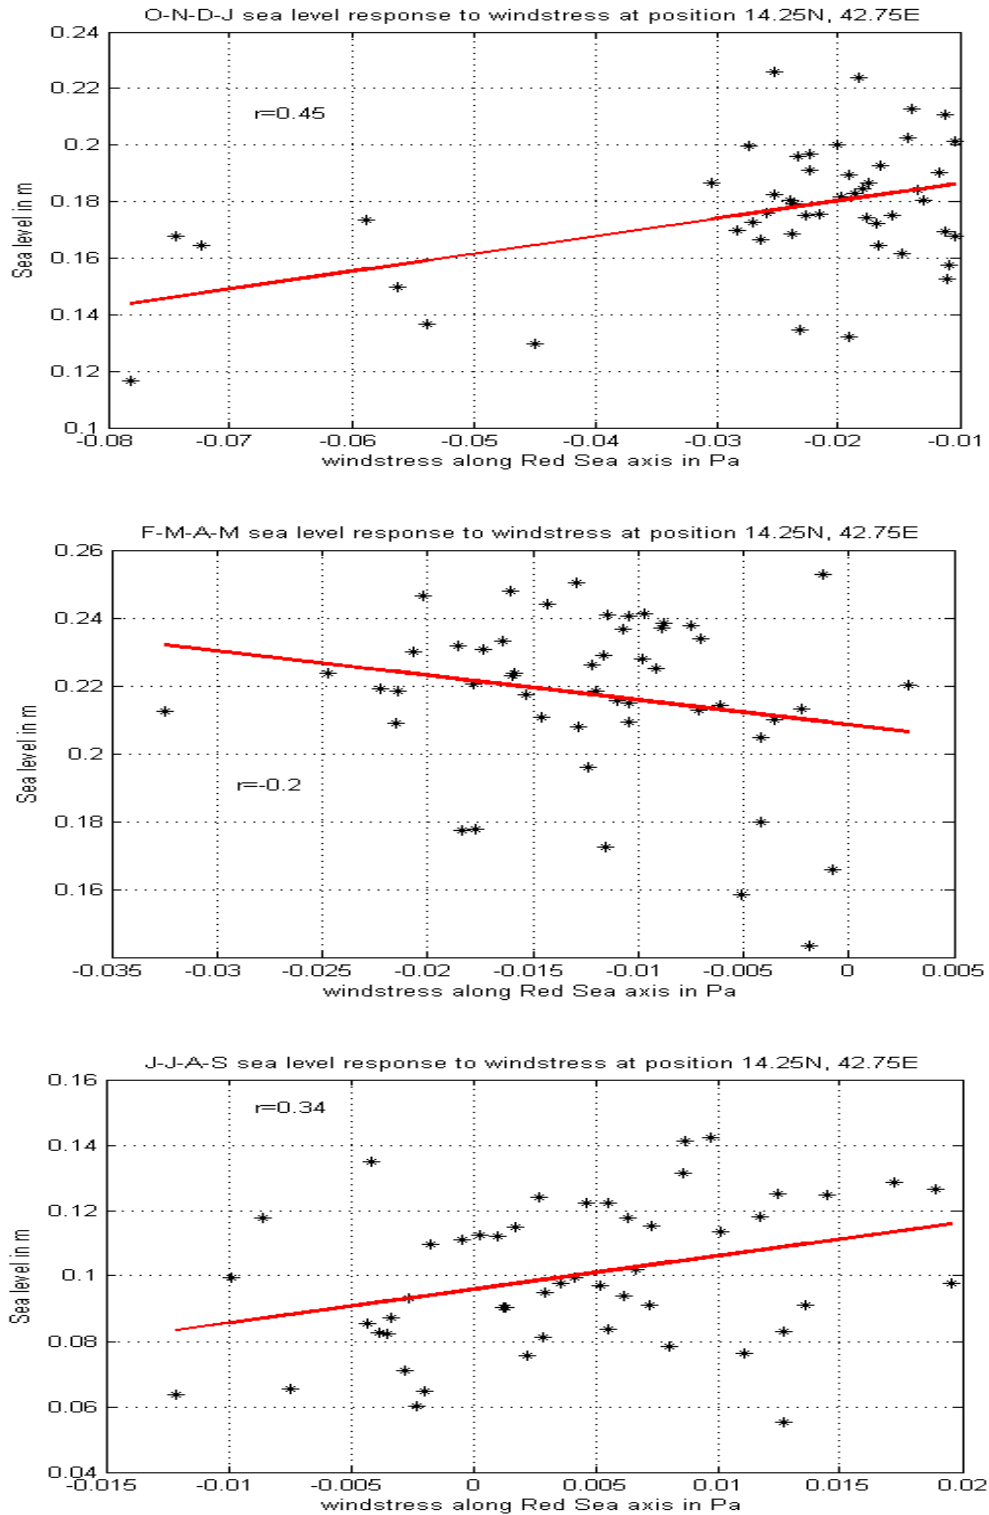 O-N-D-J sea level response to windstress at position 14.25N, 42.75E
0.24
0.22
r=0.45
0.2
0.18
0.16
0.14
0.12
0.1
Sea level in m
-0.08 -0.07 -0.06 -0.05 -0.04 -0.03 -0.02 -0.01
windstress along Red Sea axis in Pa
F-M-A-M sea level response to windstress at position 14.25N, 42.75E
0.26
0.24
0.22
0.2
r=-0.2
0.18
0.16
Sea level in m
-0.035 -0.03 -0.025 -0.02 -0.015 -0.01 -0.005 0 0.005
windstress along Red Sea axis in Pa
J-J-A-S sea level response to windstress at position 14.25N, 42.75E
0.16
r=0.34
0.14
0.12
0.1
0.08
0.06
0.04
Sea level in m
-0.015 -0.01 -0.005 0 0.005 0.01 0.015 0.02
windstress along Red Sea axis in Pa